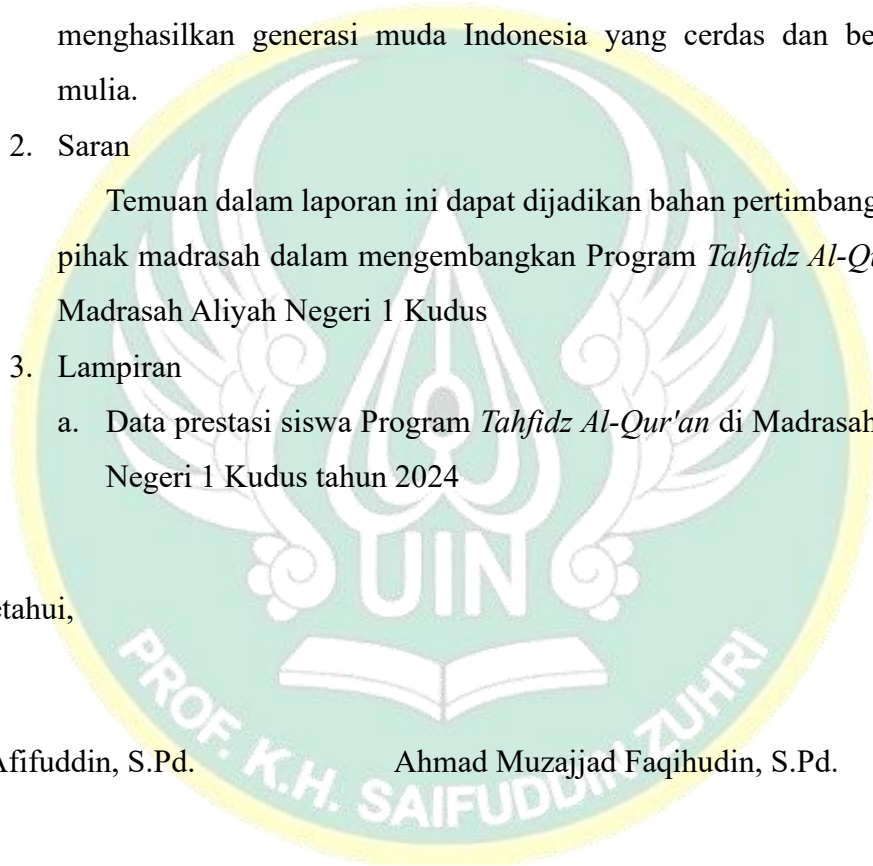 menghasilkan generasi muda Indonesia yang cerdas dan be
mulia.
2. Saran
Temuan dalam laporan ini dapat dijadikan bahan pertimbang
pihak madrasah dalam mengembangkan Program Tahfidz Al-Qu
Madrasah Aliyah Negeri 1 Kudus
3. Lampiran
a. Data prestasi siswa Program Tahfidz Al-Qur'an di Madrasah
Negeri 1 Kudus tahun 2024
etahui,
Afifuddin, S.Pd. Ahmad Muzajjad Faqihudin, S.Pd.
UIN
PROF. K.H. SAIFUDDIN ZUHRI